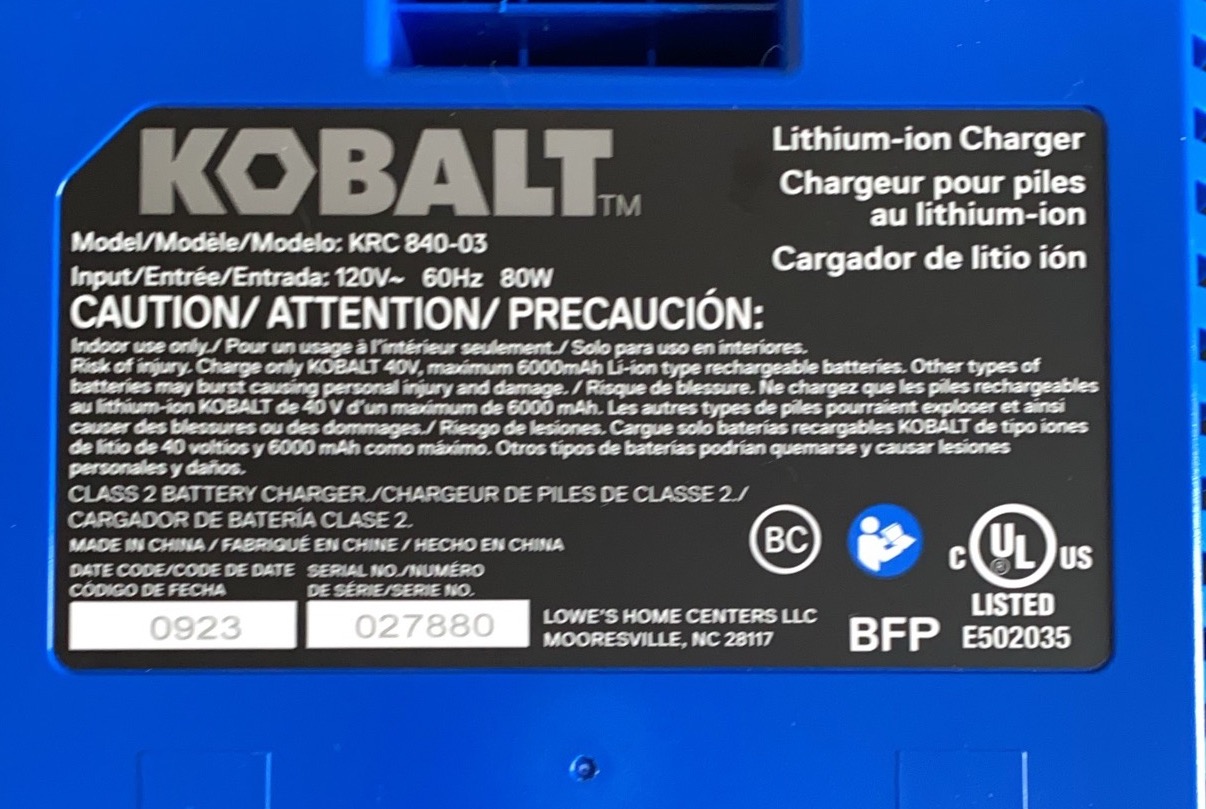 KOBALT™
Lithium-ion Charger
Chargeur pour piles
au lithium-ion
Cargador de litio ión
Model/Modèle/Modelo: KRC 840-03
Input/Entrée/Entrada: 120V~ 60Hz 80W
CAUTION/ ATTENTION/ PRECAUCIÓN:
Indoor use only./ Pour un usage à l'intérieur seulement./ Solo para uso en interiores.
Risk of injury. Charge only KOBALT 40V, maximum 6000mAh Li-ion type rechargeable batteries. Other types of
batteries may burst causing personal injury and damage. / Risque de blessure. Ne chargez que les piles rechargeables
au lithium-ion KOBALT de 40 V d'un maximum de 6000 mAh. Les autres types de piles pourraient exploser et ainsi
causer des blessures ou des dommages./ Riesgo de lesiones. Cargue solo baterías recargables KOBALT de tipo iones
de litio de 40 voltios y 6000 mAh como máximo. Otros tipos de baterías podrían quemarse y causar lesiones
personales y daños.
CLASS 2 BATTERY CHARGER./CHARGEUR DE PILES DE CLASSE 2./
CARGADOR DE BATERÍA CLASE 2.
MADE IN CHINA / FABRIQUÉ EN CHINE / HECHO EN CHINA
DATE CODE/CODE DE DATE
CÓDIGO DE FECHA
0923
SERIAL NO./NUMÉRO
DE SÉRIE/SERIE NO.
027880
LOWE'S HOME CENTERS LLC
MOORESVILLE, NC 28117
BC
BFP
C UL US
LISTED
E502035